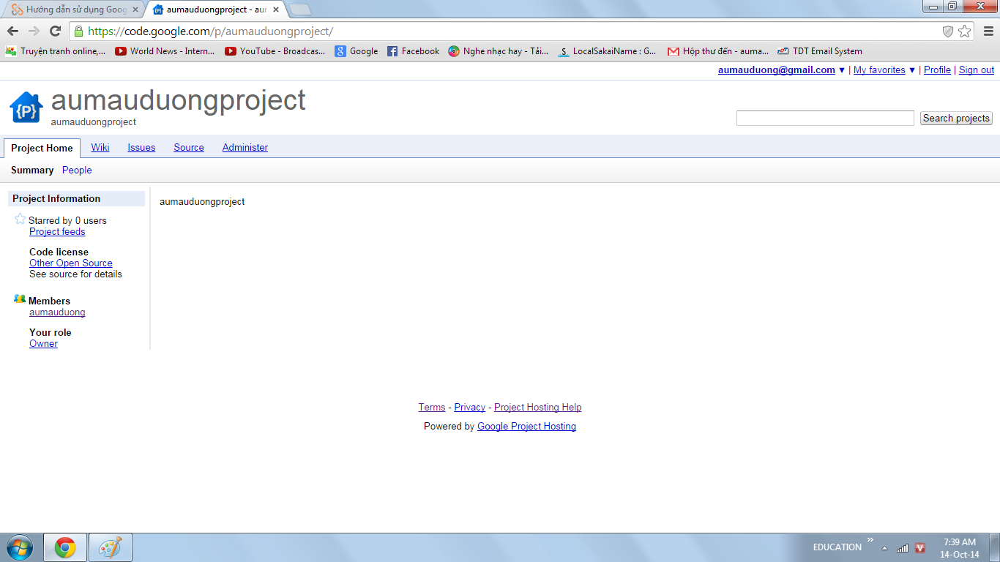 Hướng dẫn sử dụng Goog
aumauduongproject - aur
https://code.google.com/p/aumauduongproject/
Truyện tranh online,... World News - Intern... YouTube - Broadcas... Google Facebook Nghe nhạc hay - Tải... LocalSakaiName : G... Hộp thư đến - auma... TDT Email System
aumauduong@gmail.com ▼ | My favorites ▼ | Profile | Sign out
{P} aumauduongproject
aumauduongproject
Search projects
Project Home Wiki Issues Source Administer
Summary People
Project Information
Starred by 0 users
Project feeds
Code license
Other Open Source
See source for details
Members
aumauduong
Your role
Owner
aumauduongproject
Terms - Privacy - Project Hosting Help
Powered by Google Project Hosting
EDUCATION » V 7:39 AM
14-Oct-14